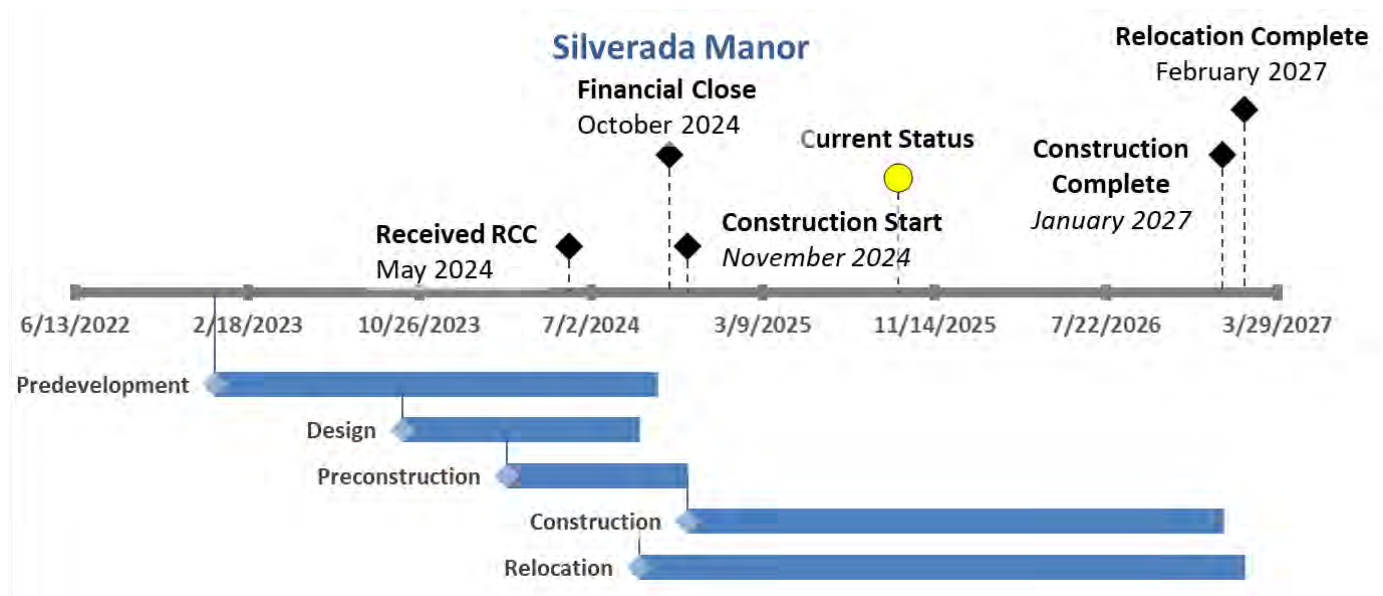 Silverada Manor
Relocation Complete
February 2027
Financial Close
October 2024
Current Status
Construction
Complete
January 2027
Received RCC
May 2024
Construction Start
November 2024
6/13/2022
2/18/2023
10/26/2023
7/2/2024
3/9/2025
11/14/2025
7/22/2026
3/29/2027
Predevelopment
Design
Preconstruction
Construction
Relocation